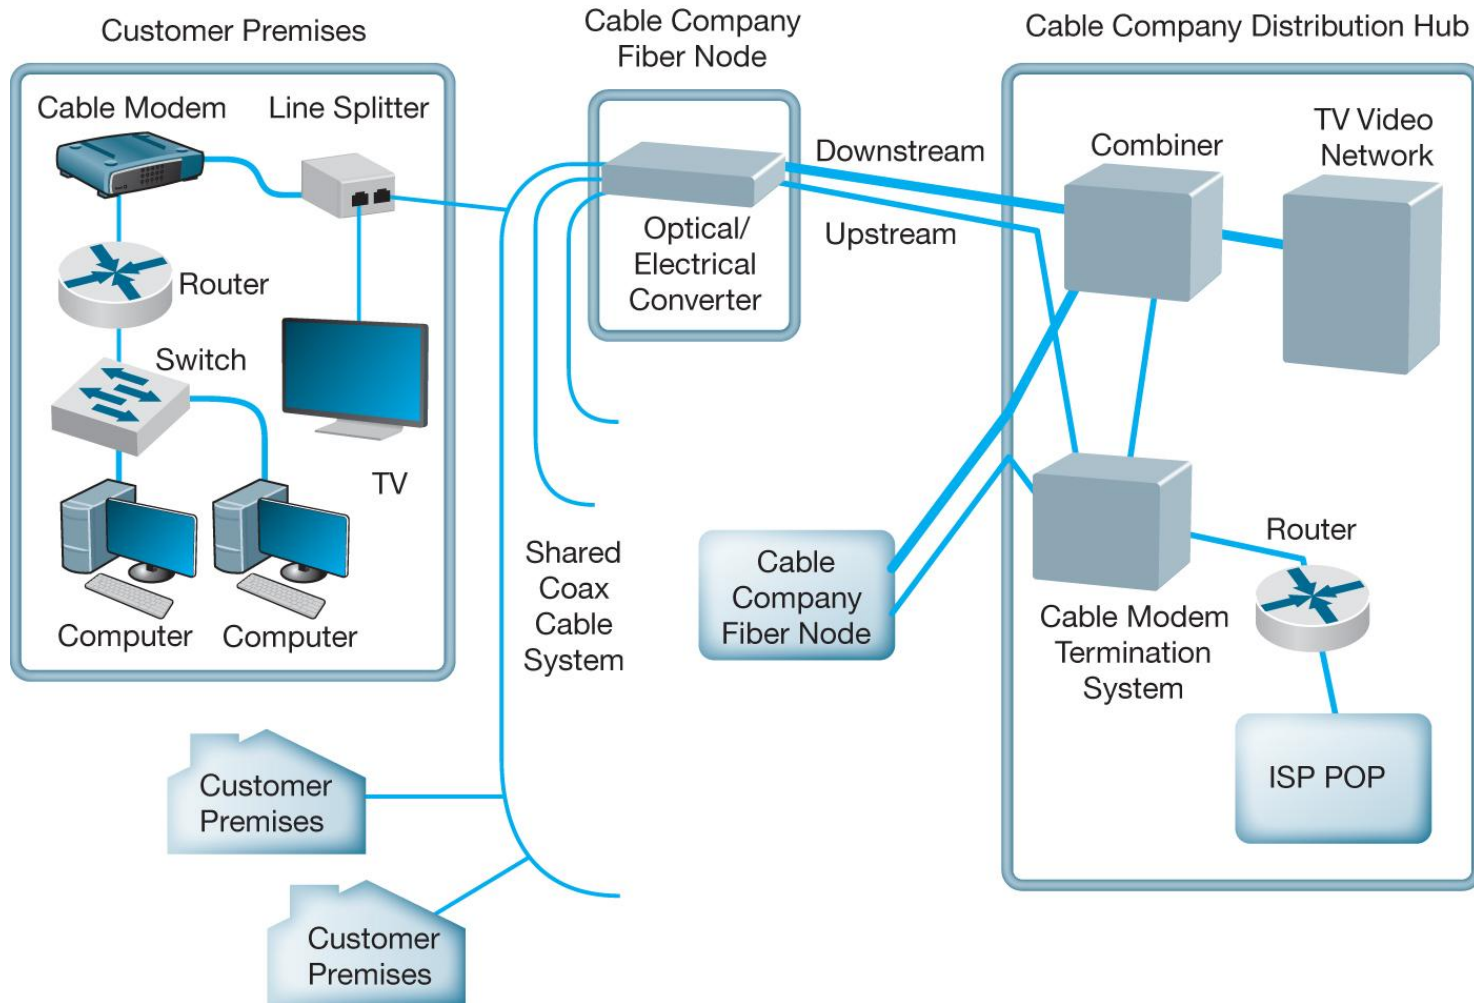 Customer Premises
Cable Modem
Line Splitter
Router
Switch
TV
Computer
Computer
Cable Company
Fiber Node
Optical/
Electrical
Converter
Downstream
Upstream
Shared
Coax
Cable
System
Customer
Premises
Customer
Premises
Cable
Company
Fiber Node
Cable Company Distribution Hub
Combiner
TV Video
Network
Cable Modem
Termination
System
Router
ISP POP